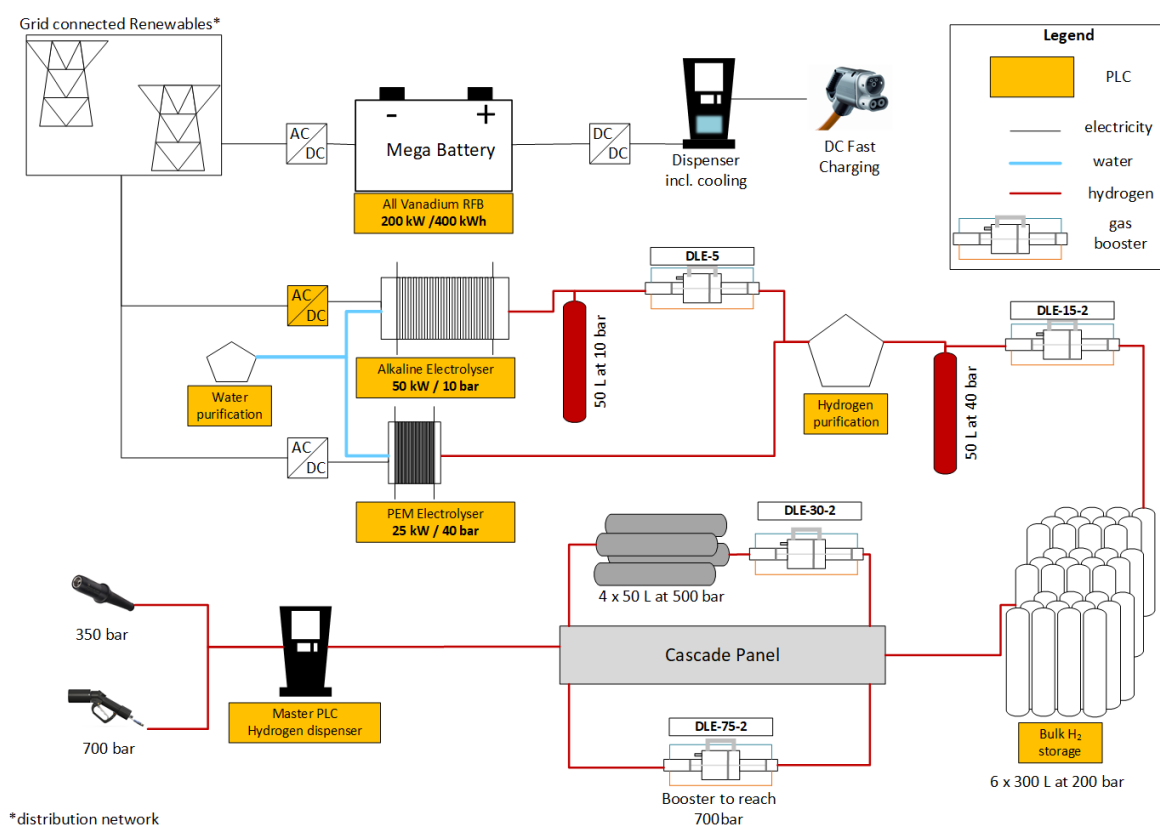 Grid connected Renewables*
AC
DC
-
+
Mega Battery
All Vanadium RFB
200 kW /400 kWh
DC
DC
Dispenser
incl. cooling
DC Fast
Charging
Legend
PLC
electricity
water
hydrogen
gas
booster
AC
DC
Water
purification
Alkaline Electrolyser
50 kW / 10 bar
50 L at 10 bar
DLE-5
Hydrogen
purification
50 L at 40 bar
DLE-15-2
AC
DC
PEM Electrolyser
25 kW / 40 bar
DLE-30-2
4 x 50 L at 500 bar
350 bar
700 bar
Master PLC
Hydrogen dispenser
Cascade Panel
DLE-75-2
Booster to reach
700bar
Bulk H₂
storage
6 x 300 L at 200 bar
*distribution network